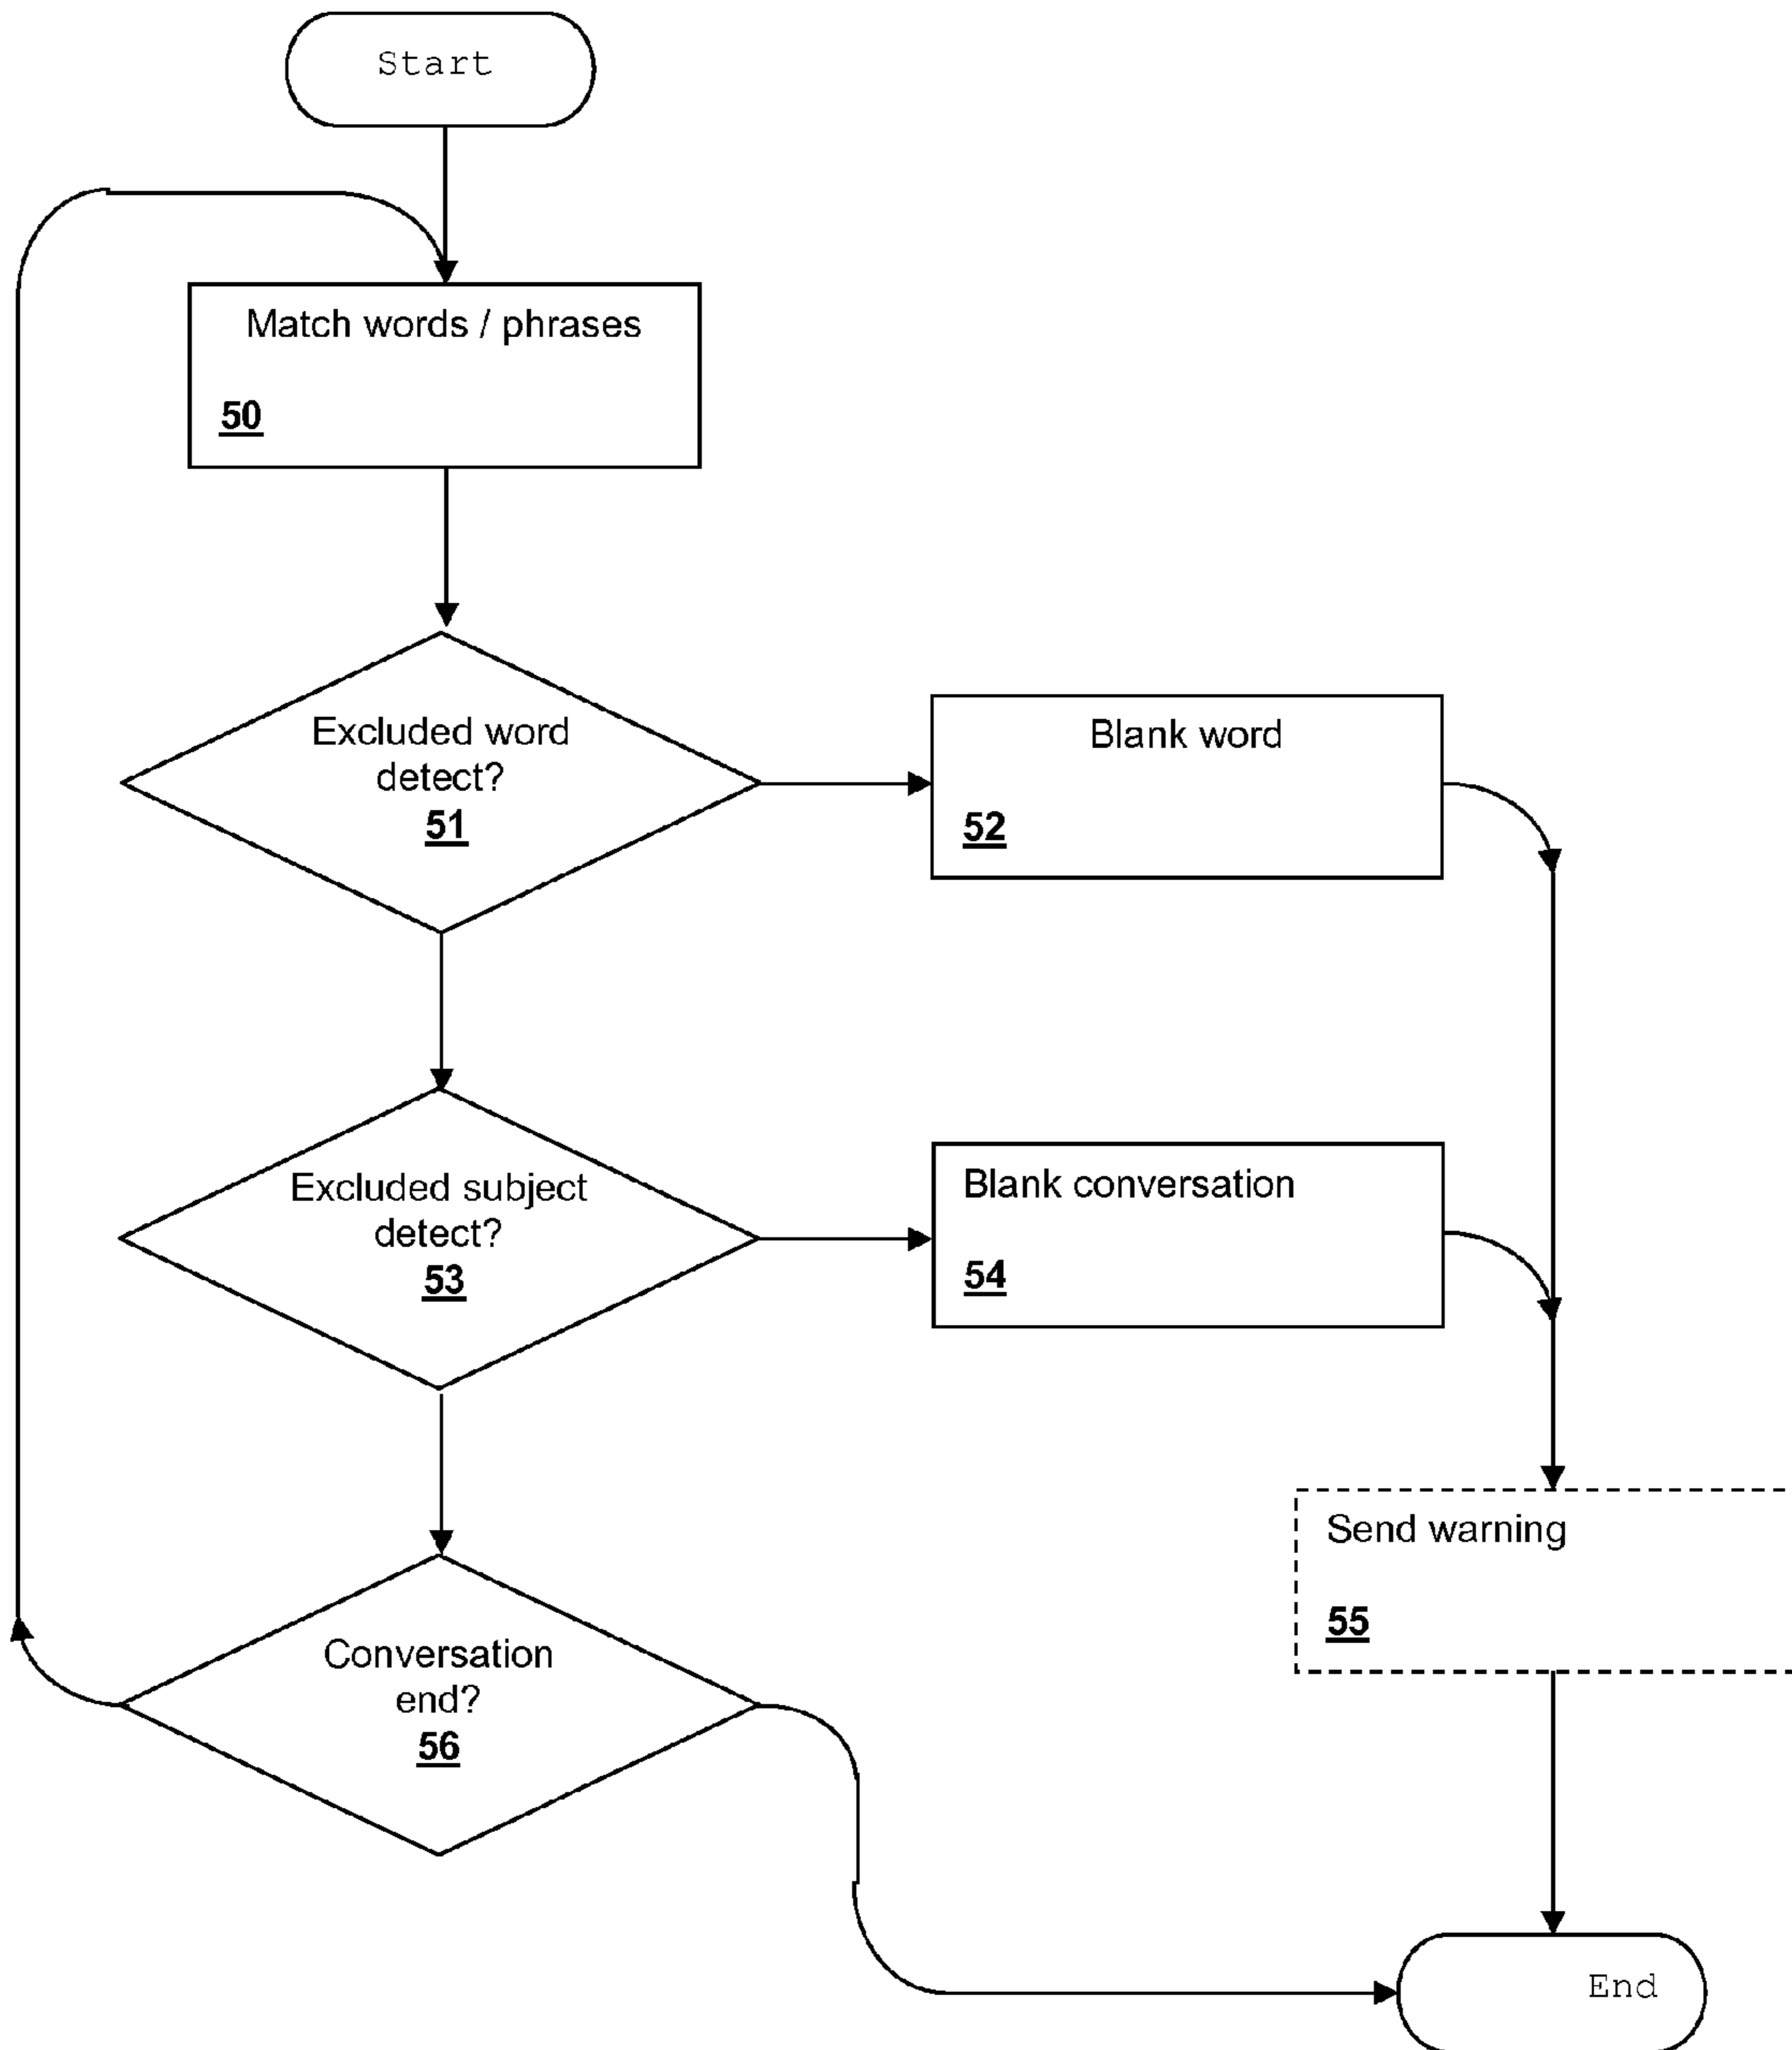 Start
Match words / phrases
50
Excluded word
detect?
51
Blank word
52
Excluded subject
detect?
53
Blank conversation
54
Send warning
55
Conversation
end?
56
End